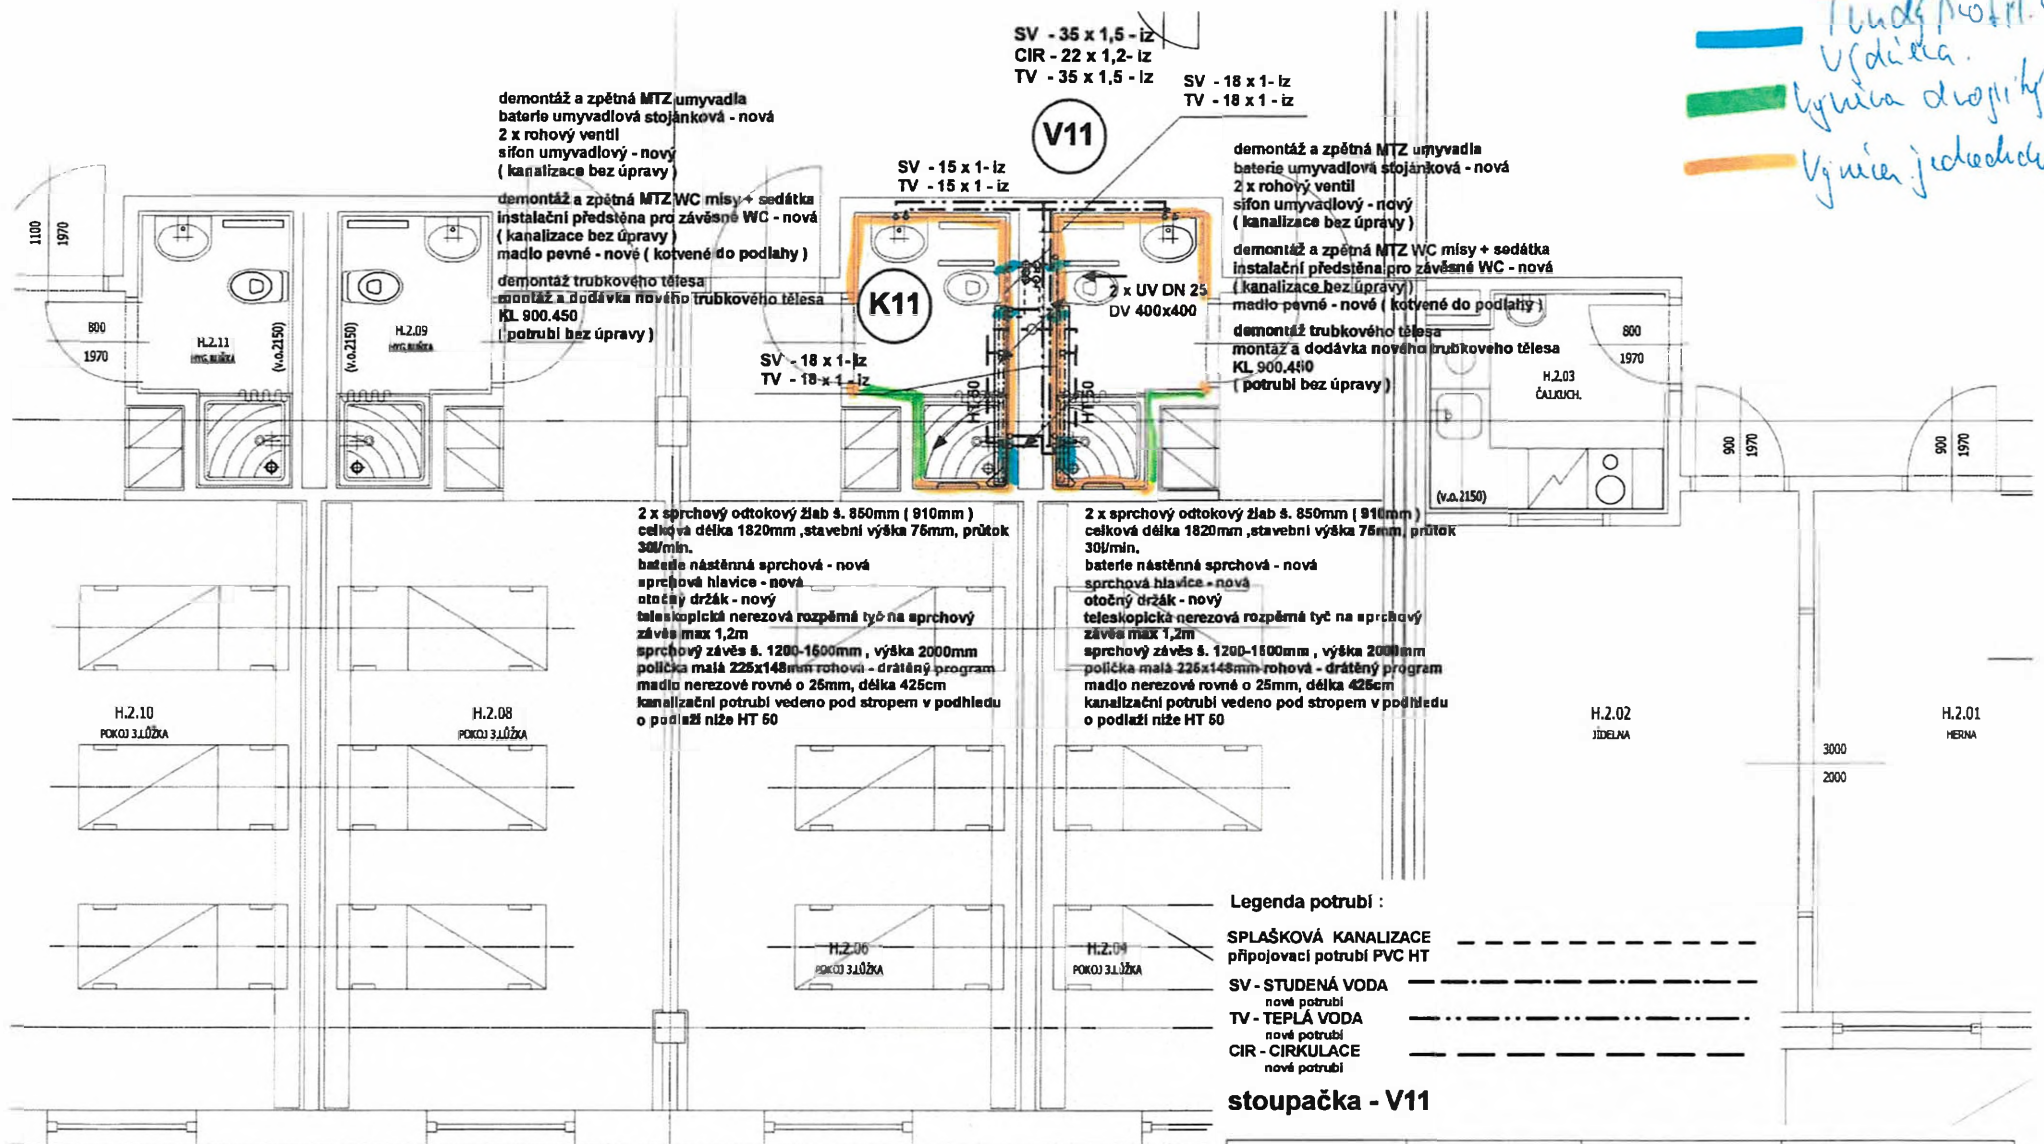 SV - 35 x 1,5 - iz
CIR - 22 x 1,2- iz
TV - 35 x 1,5 - iz
SV - 18 x 1- iz
TV - 18 x 1 - iz
V11
výměna
Výměna
demontáž a zpětná MTZ umyvadla
baterie umyvadlová stojánková - nová
2 x rohový ventil
sifon umyvadlový - nový
( kanalizace bez úpravy )
demontáž a zpětná MTZ WC mísy + sedátka
instalační předstěna pro závěsné WC - nová
( kanalizace bez úpravy )
madlo pevné - nové ( kotvené do podlahy )
demontáž trubkového tělesa
montáž a dodávka nového trubkového tělesa
KL 900.450
( potrubí bez úpravy )
SV - 15 x 1- iz
TV - 15 x 1 - iz
demontáž a zpětná MTZ umyvadla
baterie umyvadlová stojánková - nová
2 x rohový ventil
sifon umyvadlový - nový
( kanalizace bez úpravy )
demontáž a zpětná MTZ WC mísy + sedátka
instalační předstěna pro závěsné WC - nová
( kanalizace bez úpravy )
madlo pevné - nové ( kotvené do podlahy )
demontáž trubkového tělesa
montáž a dodávka nového trubkoveho tělesa
KL 900.450
( potrubí bez úpravy )
1100
1970
800
1970
H.2.11
HYG.BUŇKA
(v.o.2150)
(v.o.2150)
H.2.09
HYG.BUŇKA
K11
2 x UV DN 25
DV 400x400
SV - 18 x 1- iz
TV - 18 x 1 - iz
HT 50
HT 50
800
1970
H.2.03
ČAJ.KUCH.
(v.o.2150)
900
1970
900
1970
2 x sprchový odtokový žlab š. 850mm ( 910mm )
celková délka 1820mm ,stavební výška 75mm, průtok
30l/min.
baterie nástěnná sprchová - nová
sprchová hlavice - nová
otočný držák - nový
teleskopická nerezová rozpěrná tyč na sprchový
závěs max 1,2m
sprchový závěs š. 1200-1500mm , výška 2000mm
polička malá 225x148mm rohová - drátěný program
madlo nerezové rovné o 25mm, délka 425cm
kanalizační potrubí vedeno pod stropem v podhledu
o podlaží níže HT 50
2 x sprchový odtokový žlab š. 850mm ( 910mm )
celková délka 1820mm ,stavební výška 75mm, průtok
30l/min.
baterie nástěnná sprchová - nová
sprchová hlavice - nová
otočný držák - nový
teleskopická nerezová rozpěrná tyč na sprchový
závěs max 1,2m
sprchový závěs š. 1200-1500mm , výška 2000mm
polička malá 225x148mm rohová - drátěný program
madlo nerezové rovné o 25mm, délka 425cm
kanalizační potrubí vedeno pod stropem v podhledu
o podlaží níže HT 50
H.2.10
POKOJ 3.LŮŽKA
H.2.08
POKOJ 3.LŮŽKA
H.2.06
POKOJ 3.LŮŽKA
H.2.04
POKOJ 3.LŮŽKA
H.2.02
JÍDELNA
H.2.01
HERNA
3000
2000
Legenda potrubí :
SPLAŠKOVÁ KANALIZACE
připojovací potrubí PVC HT
SV - STUDENÁ VODA
nové potrubí
TV - TEPLÁ VODA
nové potrubí
CIR - CIRKULACE
nové potrubí
stoupačka - V11